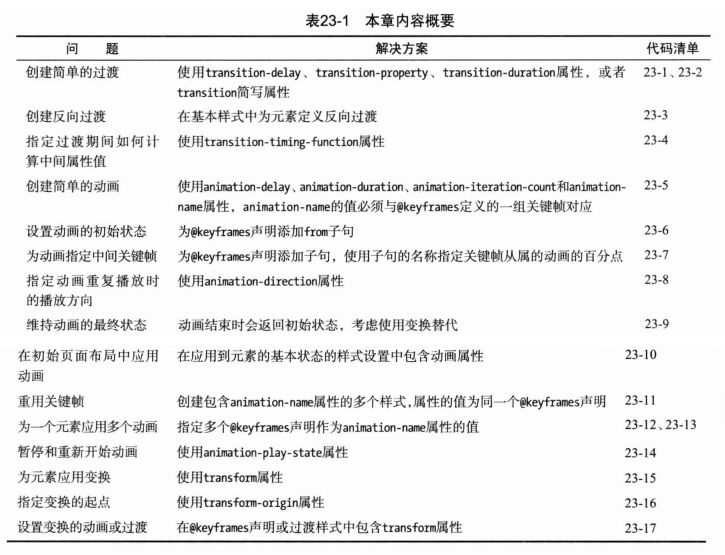 表23-1 本章内容概要
问 题 解决方案 代码清单
创建简单的过渡 使用transition-delay、transition-property、transition-duration属性，或者 23-1、23-2
transition简写属性
创建反向过渡 在基本样式中为元素定义反向过渡 23-3
指定过渡期间如何计 使用transition-timing-function属性 23-4
算中间属性值
创建简单的动画 使用animation-delay、animation-duration、animation-iteration-count和animation- 23-5
name属性，animation-name的值必须与@keyframes定义的一组关键帧对应
设置动画的初始状态 为@keyframes声明添加from子句 23-6
为动画指定中间关键帧 为@keyframes声明添加子句，使用子句的名称指定关键帧从属的动画的百分点 23-7
指定动画重复播放时 使用animation-direction属性 23-8
的播放方向
维持动画的最终状态 动画结束时会返回初始状态，考虑使用变换替代 23-9
在初始页面布局中应用 在应用到元素的基本状态的样式设置中包含动画属性 23-10
动画
重用关键帧 创建包含animation-name属性的多个样式，属性的值为同一个@keyframes声明 23-11
为一个元素应用多个动画 指定多个@keyframes声明作为animation-name属性的值 23-12、23-13
暂停和重新开始动画 使用animation-play-state属性 23-14
为元素应用变换 使用transform属性 23-15
指定变换的起点 使用transform-origin属性 23-16
设置变换的动画或过渡 在@keyframes声明或过渡样式中包含transform属性 23-17